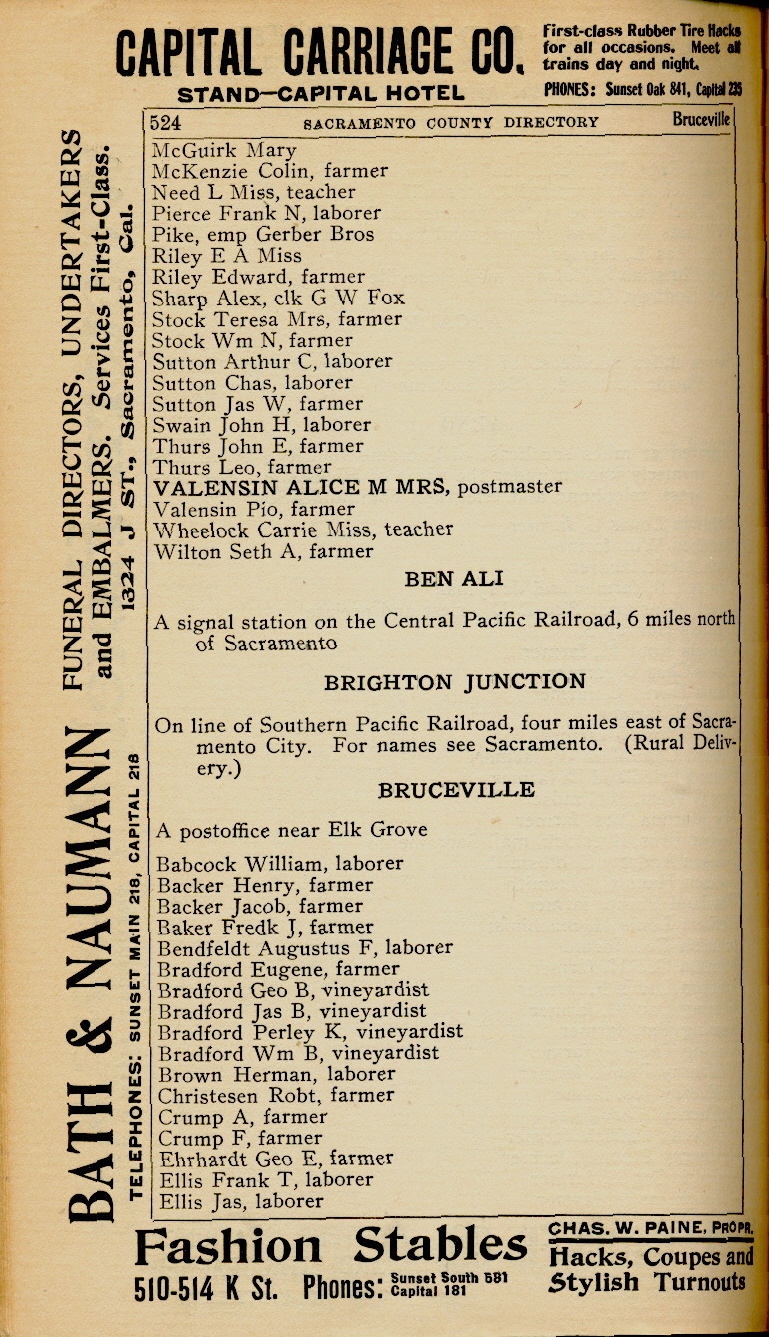 CAPITAL CARRIAGE CO.
STAND—CAPITAL HOTEL
First-class Rubber Tire Hacks
for all occasions. Meet all
trains day and night.
PHONES: Sunset Oak 841, Capital 235
524 SACRAMENTO COUNTY DIRECTORY Bruceville
McGuirk Mary
McKenzie Colin, farmer
Need L Miss, teacher
Pierce Frank N, laborer
Pike, emp Gerber Bros
Riley E A Miss
Riley Edward, farmer
Sharp Alex, clk G W Fox
Stock Teresa Mrs, farmer
Stock Wm N, farmer
Sutton Arthur C, laborer
Sutton Chas, laborer
Sutton Jas W, farmer
Swain John H, laborer
Thurs John E, farmer
Thurs Leo, farmer
VALENSIN ALICE M MRS, postmaster
Valensin Pio, farmer
Wheelock Carrie Miss, teacher
Wilton Seth A, farmer
BEN ALI
A signal station on the Central Pacific Railroad, 6 miles north
of Sacramento
BRIGHTON JUNCTION
On line of Southern Pacific Railroad, four miles east of Sacra-
mento City. For names see Sacramento. (Rural Deliv-
ery.)
BRUCEVILLE
A postoffice near Elk Grove
Babcock William, laborer
Backer Henry, farmer
Backer Jacob, farmer
Baker Fredk J, farmer
Bendfeldt Augustus F, laborer
Bradford Eugene, farmer
Bradford Geo B, vineyardist
Bradford Jas B, vineyardist
Bradford Perley K, vineyardist
Bradford Wm B, vineyardist
Brown Herman, laborer
Christesen Robt, farmer
Crump A, farmer
Crump F, farmer
Ehrhardt Geo E, farmer
Ellis Frank T, laborer
Ellis Jas, laborer
BATH & NAUMANN
FUNERAL DIRECTORS, UNDERTAKERS
and EMBALMERS. Services First-Class.
TELEPHONES: SUNSET MAIN 218, CAPITAL 218
1324 J ST., Sacramento, Cal.
Fashion Stables
510-514 K St. Phones: Sunset South 581
Capital 181
CHAS. W. PAINE, PROPR.
Hacks, Coupes and
Stylish Turnouts